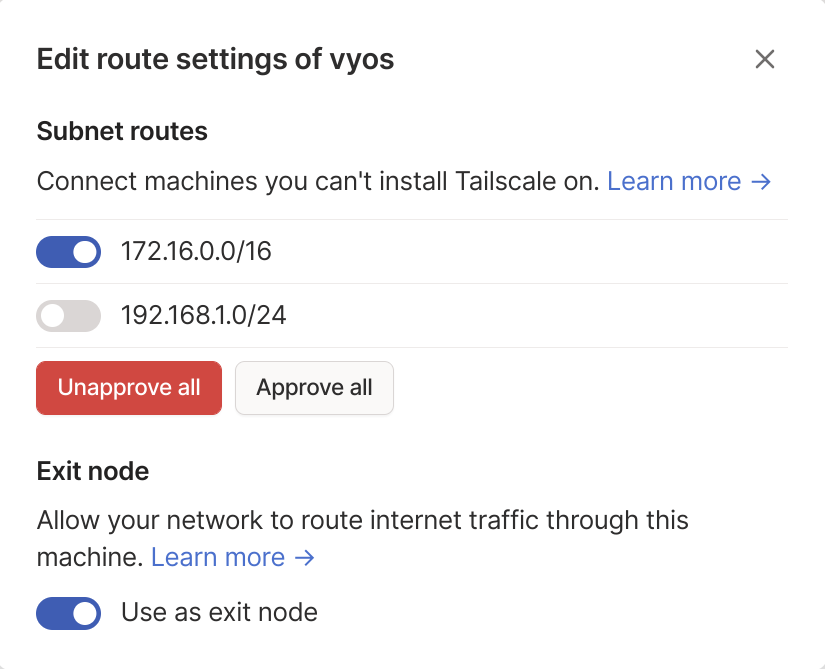 Edit route settings of vyos
Subnet routes
Connect machines you can't install Tailscale on. Learn more →
172.16.0.0/16
192.168.1.0/24
Unapprove all Approve all
Exit node
Allow your network to route internet traffic through this
machine. Learn more →
Use as exit node